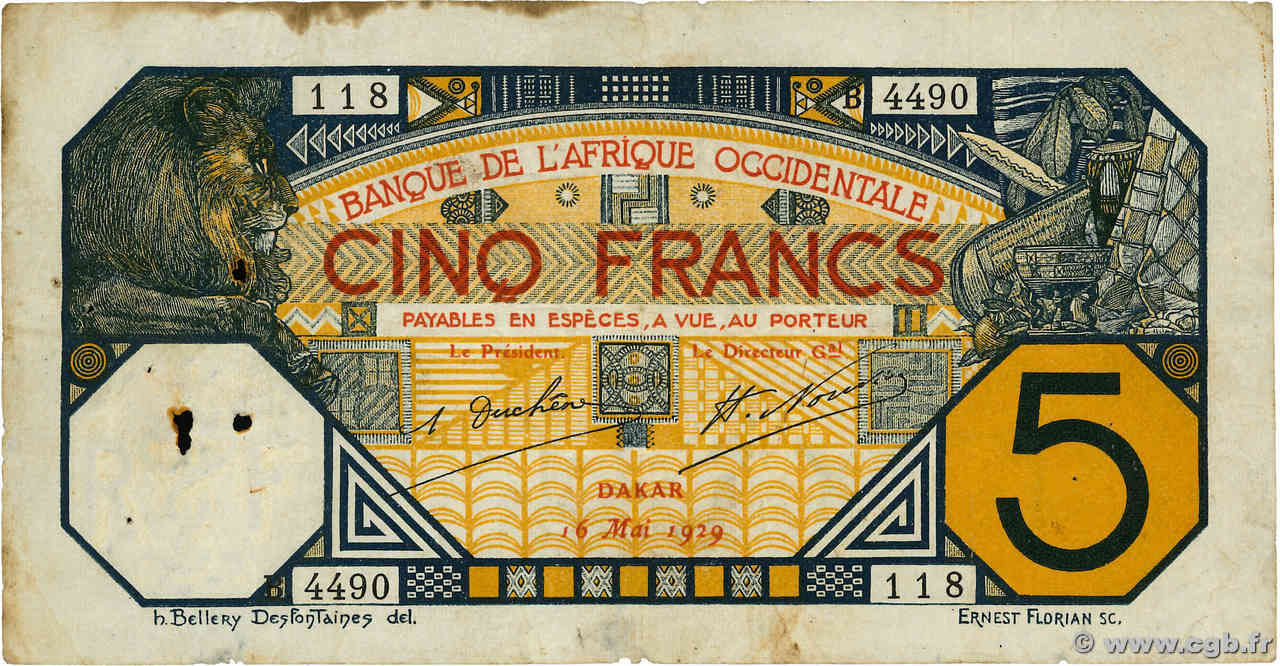 118
B 4490
BANQUE DE L'AFRIQUE OCCIDENTALE
CINQ FRANCS
PAYABLES EN ESPÈCES, A VUE, AU PORTEUR
Le Président. Le Directeur Gal
A Duchêne
DAKAR
16 Mai 1929
5
4490
118
h. Bellery Desfontaines del.
ERNEST FLORIAN SC.
© www.cgb.fr